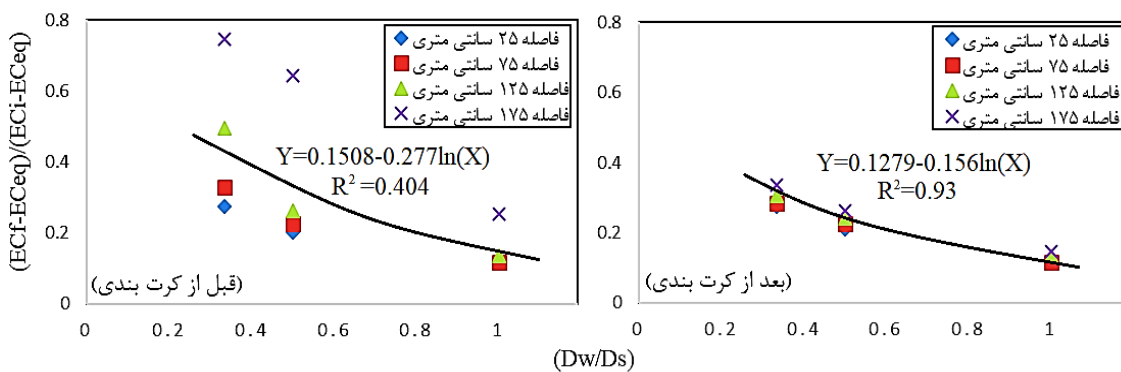 (ECf-ECeq)/(ECi-ECeq)
0.8
0.6
0.4
0.2
0
فاصله ۲۵ سانتی متری
فاصله ۷۵ سانتی متری
فاصله ۱۲۵ سانتی متری
فاصله ۱۷۵ سانتی متری
Y=0.1508-0.277ln(X)
R² =0.404
(قبل از کرت بندی)
0 0.2 0.4 0.6 0.8 1
0.8
0.6
0.4
0.2
0
فاصله ۲۵ سانتی متری
فاصله ۷۵ سانتی متری
فاصله ۱۲۵ سانتی متری
فاصله ۱۷۵ سانتی متری
Y=0.1279-0.156ln(X)
R²=0.93
(بعد از کرت بندی)
0 0.2 0.4 0.6 0.8 1
(Dw/Ds)